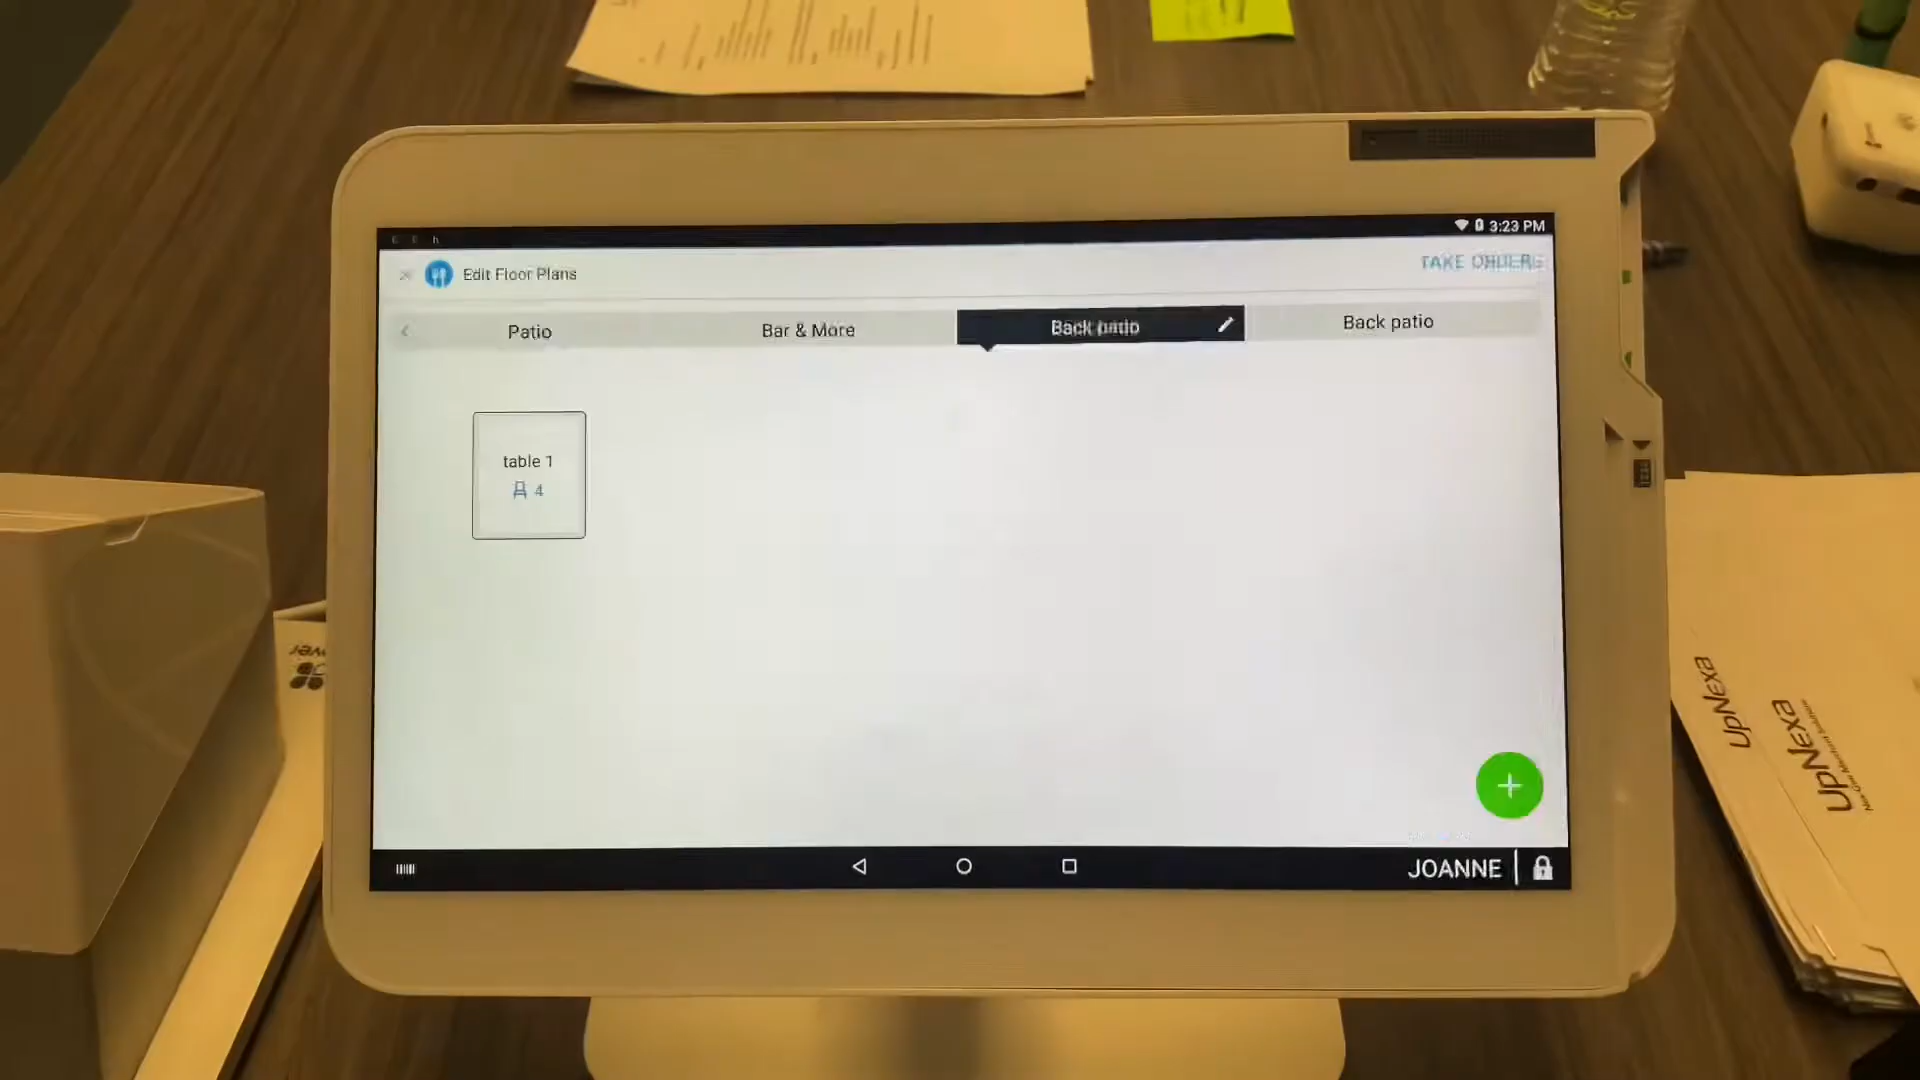 3:23 PM
Edit Floor Plans
TAKE ORDERS
Patio
Bar & More
Back patio
Back patio
table 1
4
JOANNE
UpNexa
UpNexa